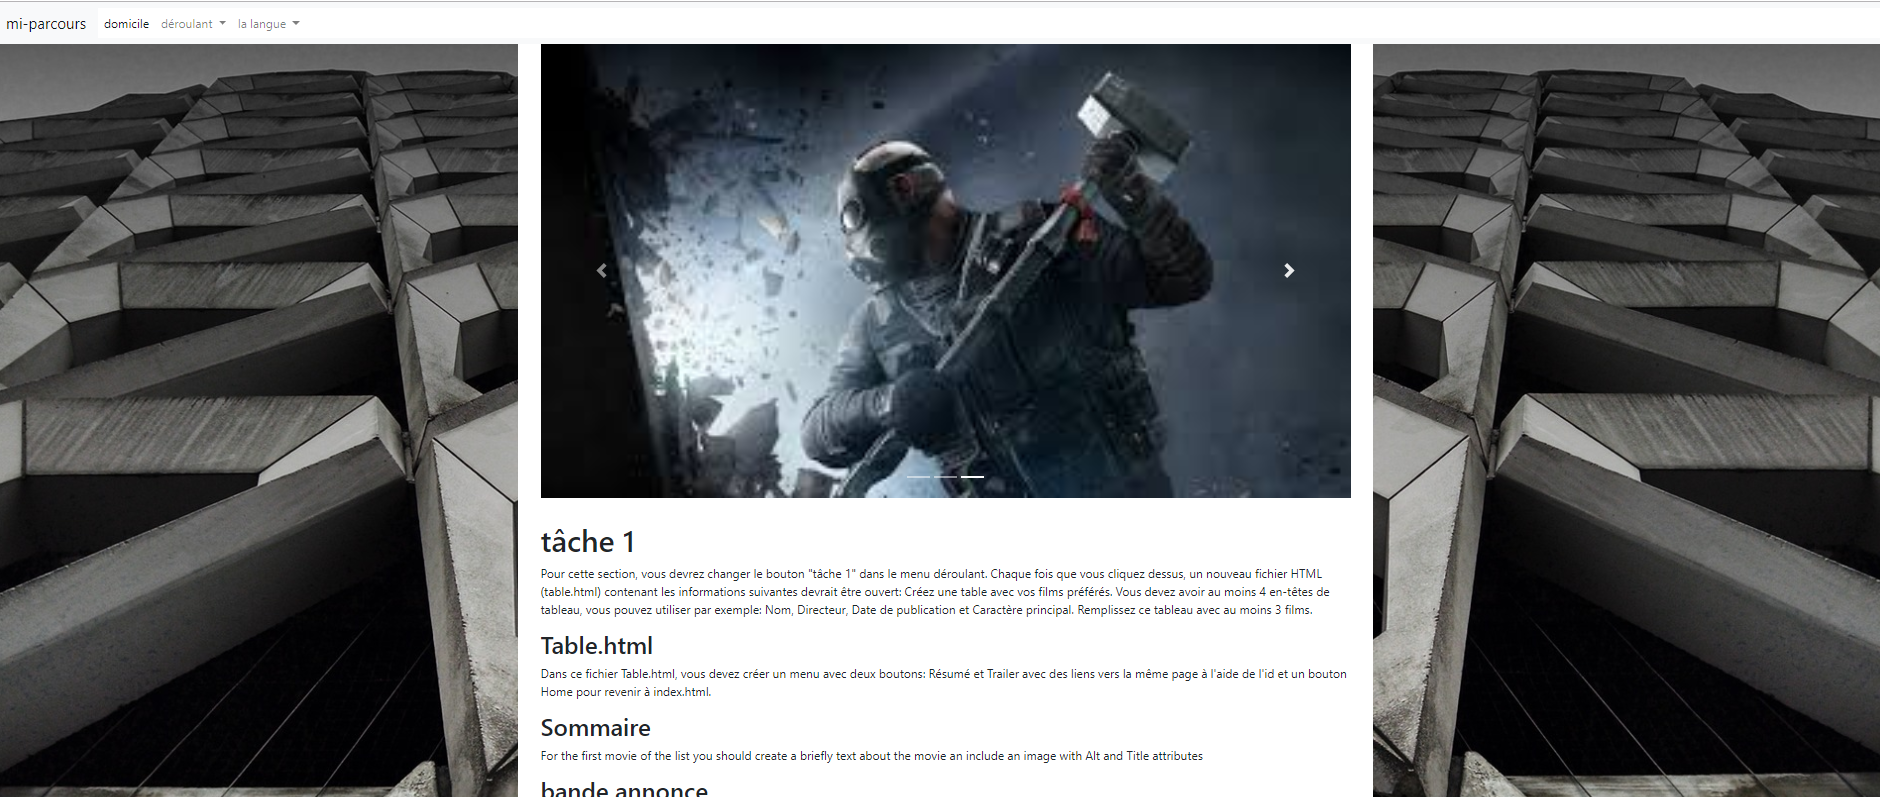 mi-parcours domicile déroulant la langue
tâche 1
Pour cette section, vous devrez changer le bouton "tâche 1" dans le menu déroulant. Chaque fois que vous cliquez dessus, un nouveau fichier HTML
(table.html) contenant les informations suivantes devrait être ouvert: Créez une table avec vos films préférés. Vous devez avoir au moins 4 en-têtes de
tableau, vous pouvez utiliser par exemple: Nom, Directeur, Date de publication et Caractère principal. Remplissez ce tableau avec au moins 3 films.
Table.html
Dans ce fichier Table.html, vous devez créer un menu avec deux boutons: Résumé et Trailer avec des liens vers la même page à l'aide de l'id et un bouton
Home pour revenir à index.html.
Sommaire
For the first movie of the list you should create a briefly text about the movie an include an image with Alt and Title attributes
bande annonce